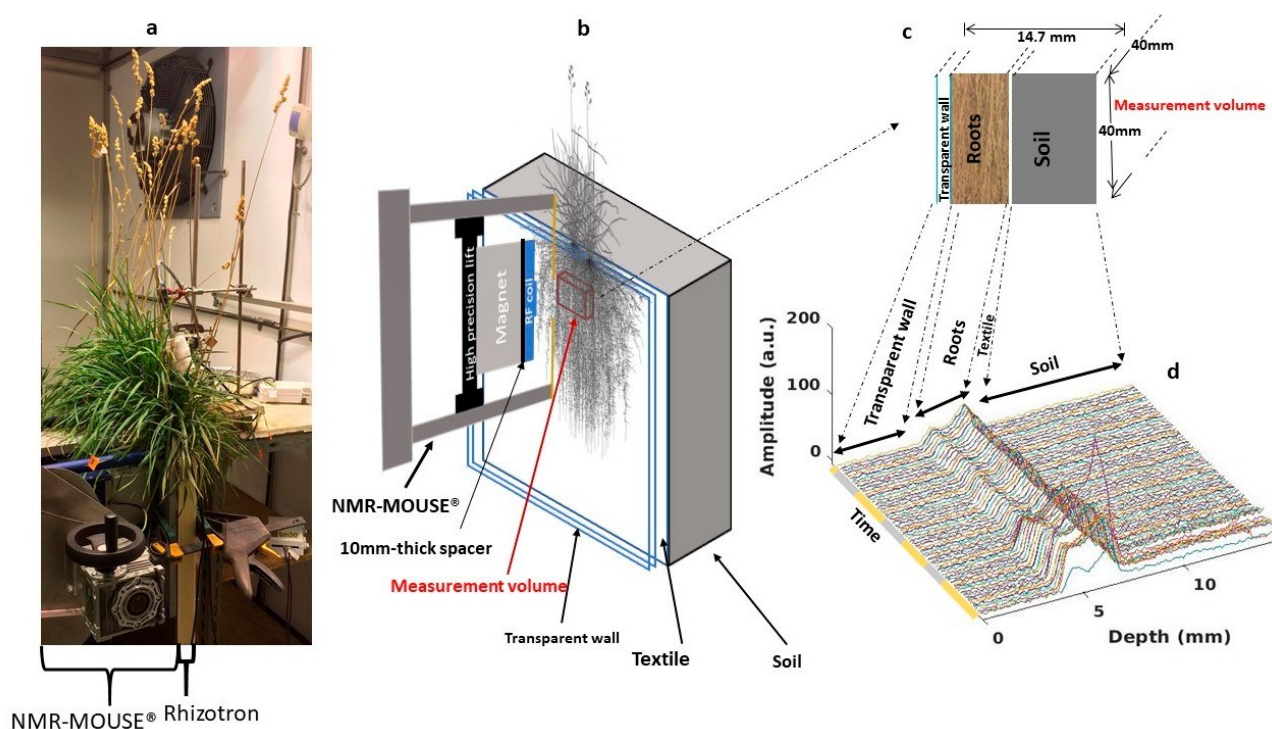 a
NMR-MOUSE® Rhizotron
b
High precision lift
Magnet
RF coil
NMR-MOUSE®
10mm-thick spacer
Measurement volume
Transparent wall
Textile
Soil
c
14.7 mm
40mm
Measurement volume
40mm
Transparent wall
Roots
Soil
d
Transparent wall
Roots
Textile
Soil
Amplitude (a.u.)
200
100
0
Time
0
5
10
Depth (mm)